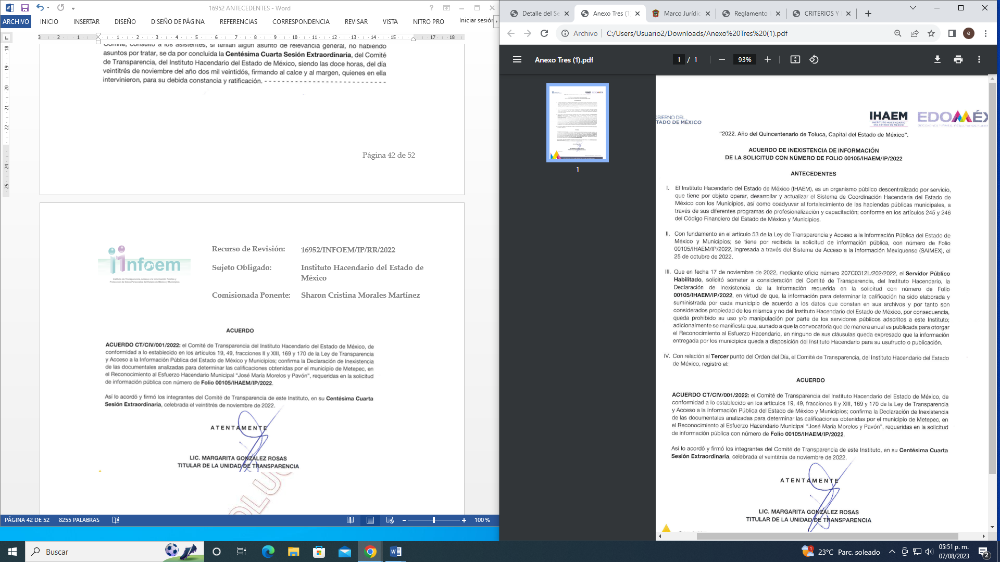 16952 ANTECEDENTES - Word
ARCHIVO INICIO INSERTAR DISEÑO DISEÑO DE PÁGINA REFERENCIAS CORRESPONDENCIA REVISAR VISTA NITRO PRO Iniciar sesión
3 2 1 1 2 3 4 5 6 7 8 9 10 11 12 13 14 15 17 18
Comité, consultó a los asistentes, si tenían algún asunto de relevancia general, no habiendo
asuntos por tratar, se da por concluida la Centésima Cuarta Sesión Extraordinaria, del Comité
de Transparencia, del Instituto Hacendario del Estado de México, siendo las doce horas, del día
veintitrés de noviembre del año dos mil veintidós, firmando al calce y al margen, quienes en ella
intervinieron, para su debida constancia y ratificación. - - - - - - - - - - - - - - - - - - - - - - - - - - - - -
Página 42 de 52
infoem
Instituto de Transparencia, Acceso a la Información Pública y
Protección de Datos Personales del Estado de México y Municipios
Recurso de Revisión: 16952/INFOEM/IP/RR/2022
Sujeto Obligado: Instituto Hacendario del Estado de
México
Comisionada Ponente: Sharon Cristina Morales Martínez
ACUERDO
ACUERDO CT/CIV/001/2022: el Comité de Transparencia del Instituto Hacendario del Estado de México, de
conformidad a lo establecido en los artículos 19, 49, fracciones II y XIII, 169 y 170 de la Ley de Transparencia
y Acceso a la Información Pública del Estado de México y Municipios; confirma la Declaración de Inexistencia
de las documentales analizadas para determinar las calificaciones obtenidas por el municipio de Metepec, en
el Reconocimiento al Esfuerzo Hacendario Municipal “José María Morelos y Pavón”, requeridas en la solicitud
de información pública con número de Folio 00105/IHAEM/IP/2022.
Así lo acordó y firmó los integrantes del Comité de Transparencia de este Instituto, en su Centésima Cuarta
Sesión Extraordinaria, celebrada el veintitrés de noviembre de 2022.
A T E N T A M E N T E
LIC. MARGARITA GONZÁLEZ ROSAS
TITULAR DE LA UNIDAD DE TRANSPARENCIA
OLUC
PÁGINA 42 DE 52 8255 PALABRAS 100 %
Detalle del Se Anexo Tres (1 Marco Jurídic Reglamento CRITERIOS Y
Archivo C:/Users/Usuario2/Downloads/Anexo%20Tres%20(1).pdf e
Anexo Tres (1).pdf 1 / 1 93%
1
OBIERNO DEL
STADO DE MÉXICO
IHAEM
INSTITUTO HACENDARIO
DEL ESTADO DE MÉXICO
EDOMÉX
DECISIONES FIRMES, RESULTADOS FUER
“2022. Año del Quincentenario de Toluca, Capital del Estado de México”.
ACUERDO DE INEXISTENCIA DE INFORMACIÓN
DE LA SOLICITUD CON NÚMERO DE FOLIO 00105/IHAEM/IP/2022
ANTECEDENTES
I. El Instituto Hacendario del Estado de México (IHAEM), es un organismo público descentralizado por servicio,
que tiene por objeto operar, desarrollar y actualizar el Sistema de Coordinación Hacendaria del Estado de
México con los Municipios, así como coadyuvar al fortalecimiento de las haciendas públicas municipales, a
través de sus diferentes programas de profesionalización y capacitación; conforme en los artículos 245 y 246
del Código Financiero del Estado de México y Municipios.
II. Con fundamento en el artículo 53 de la Ley de Transparencia y Acceso a la Información Pública del Estado de
México y Municipios; se tiene por recibida la solicitud de información pública, con número de Folio
00105/IHAEM/IP/2022, ingresada a través del Sistema de Acceso a la Información Mexiquense (SAIMEX), el
25 de octubre de 2022.
III. Que en fecha 17 de noviembre de 2022, mediante oficio número 207C0312L/202/2022, el Servidor Público
Habilitado, solicitó someter a consideración del Comité de Transparencia, del Instituto Hacendario, la
Declaración de Inexistencia de la Información requerida en la solicitud con número de Folio
00105/IHAEM/IP/2022, en virtud de que, la información para determinar la calificación ha sido elaborada y
suministrada por cada municipio de acuerdo a los datos que constan en sus archivos y por tanto son
considerados propiedad de los mismos y no del Instituto Hacendario del Estado de México, por consecuencia,
queda prohibido su uso y/o manipulación por parte de los servidores públicos adscritos a este Instituto;
adicionalmente se manifiesta que, aunado a que la convocatoria que de manera anual es publicada para otorgar
el Reconocimiento al Esfuerzo Hacendario, en ninguno de sus cláusulas queda expresado que la información
entregada por los municipios queda a disposición del Instituto Hacendario para su usufructo o publicación.
IV. Con relación al Tercer punto del Orden del Día, el Comité de Transparencia, del Instituto Hacendario del Estado
de México, registró el:
ACUERDO
ACUERDO CT/CIV/001/2022: el Comité de Transparencia del Instituto Hacendario del Estado de México, de
conformidad a lo establecido en los artículos 19, 49, fracciones II y XIII, 169 y 170 de la Ley de Transparencia
y Acceso a la Información Pública del Estado de México y Municipios; confirma la Declaración de Inexistencia
de las documentales analizadas para determinar las calificaciones obtenidas por el municipio de Metepec, en
el Reconocimiento al Esfuerzo Hacendario Municipal “José María Morelos y Pavón”, requeridas en la solicitud
de información pública con número de Folio 00105/IHAEM/IP/2022.
Así lo acordó y firmó los integrantes del Comité de Transparencia de este Instituto, en su Centésima Cuarta
Sesión Extraordinaria, celebrada el veintitrés de noviembre de 2022.
A T E N T A M E N T E
LIC. MARGARITA GONZÁLEZ ROSAS
TITULAR DE LA UNIDAD DE TRANSPARENCIA
Buscar
23°C Parc. soleado
05:51 p. m.
07/08/2023